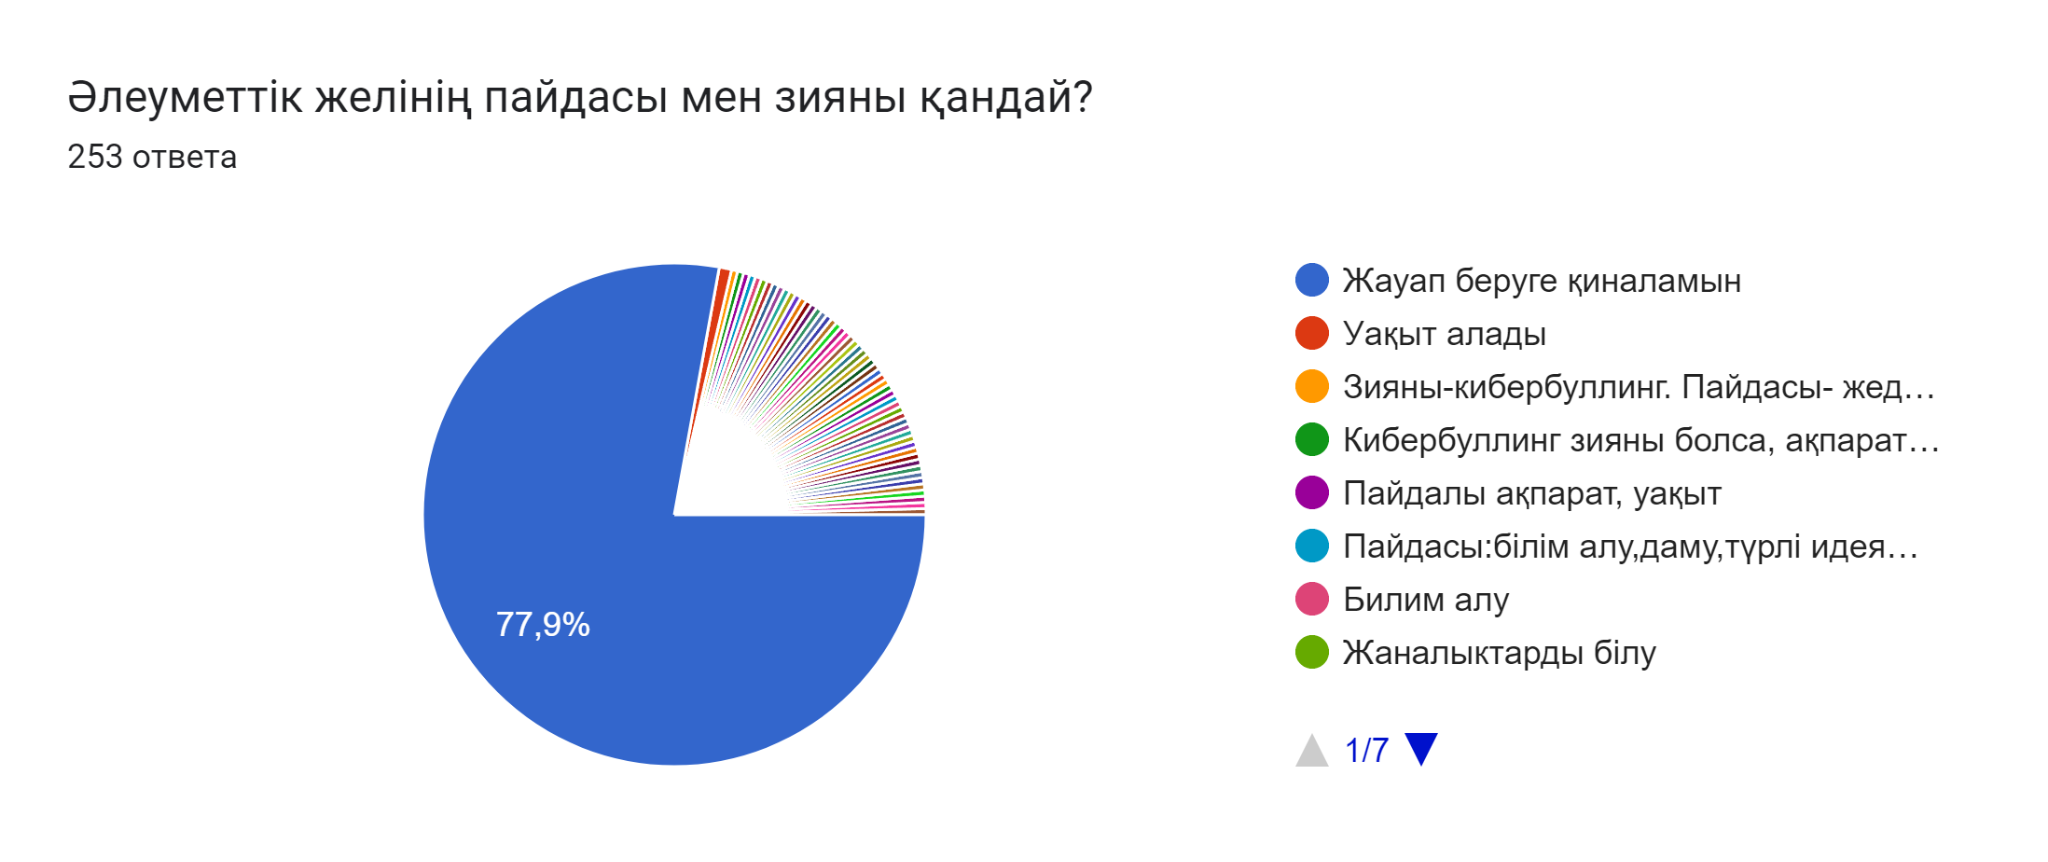 Әлеуметтік желінің пайдасы мен зияны қандай?
253 ответа
77,9%
Жауап беруге қиналамын
Уақыт алады
Зияны-кибербуллинг. Пайдасы- жед…
Кибербуллинг зияны болса, ақпарат…
Пайдалы ақпарат, уақыт
Пайдасы:білім алу,даму,түрлі идея…
Билим алу
Жаналыктарды білу
1/7